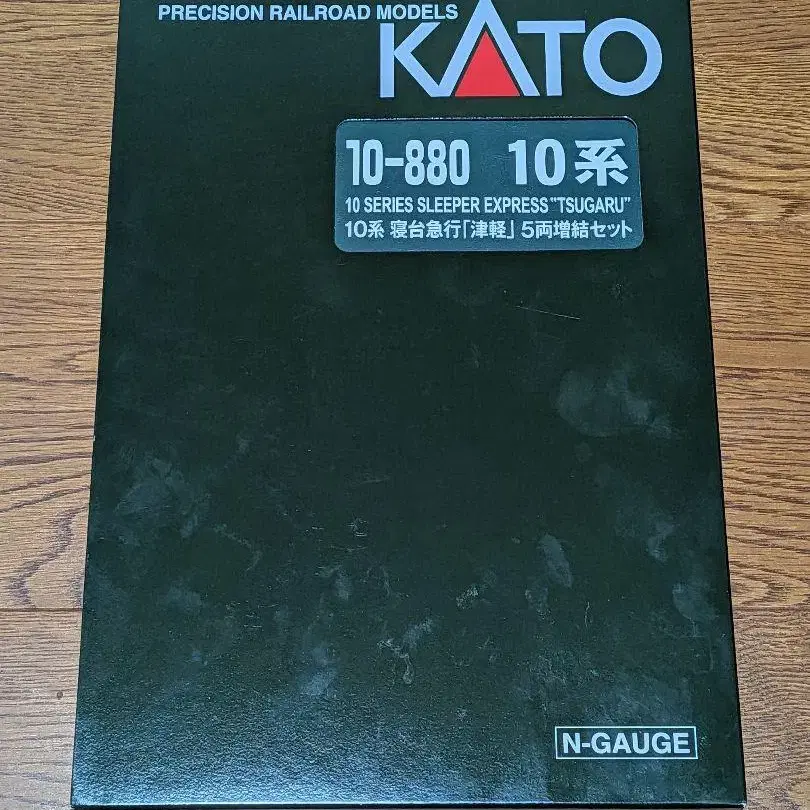 PRECISION RAILROAD MODELS
KATO
10-880 10系
10 SERIES SLEEPER EXPRESS "TSUGARU"
10系 寝台急行「津軽」 5両増結セット
N-GAUGE